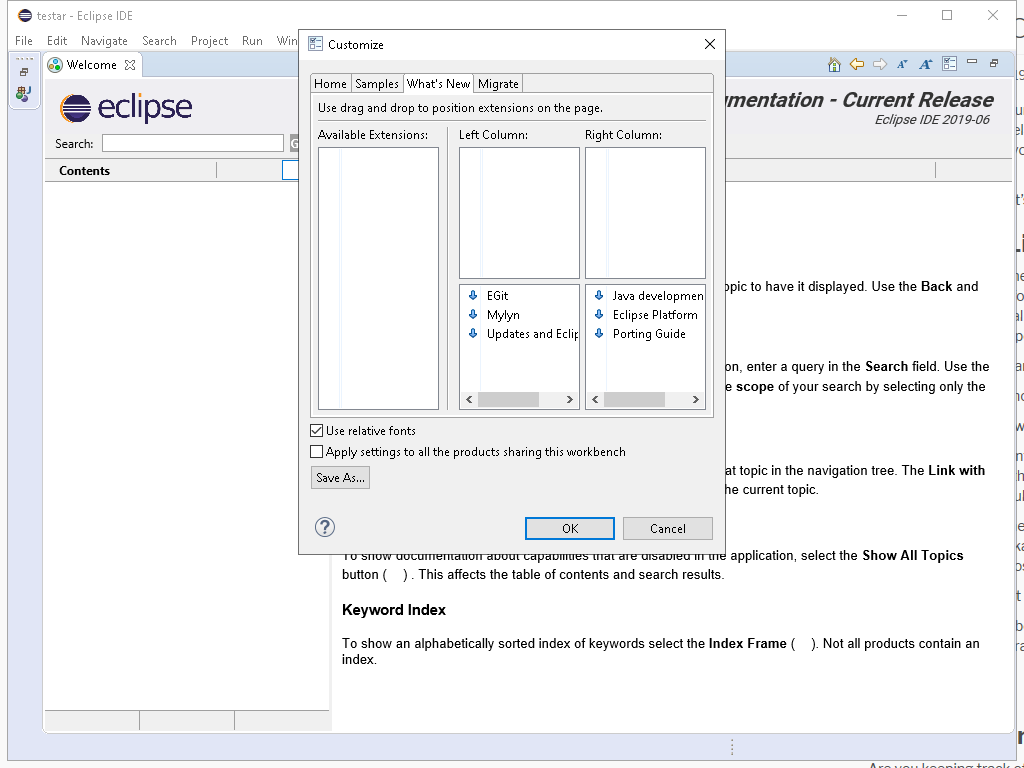 testar - Eclipse IDE
File Edit Navigate Search Project Run Win
Welcome
eclipse
Search:
Contents
Customize
Home Samples What's New Migrate
Use drag and drop to position extensions on the page.
Available Extensions: Left Column: Right Column:
EGit
Mylyn
Updates and Eclip
Java developmen
Eclipse Platform
Porting Guide
Use relative fonts
Apply settings to all the products sharing this workbench
Save As...
OK Cancel
mentation - Current Release
Eclipse IDE 2019-06
opic to have it displayed. Use the Back and
on, enter a query in the Search field. Use the
e scope of your search by selecting only the
at topic in the navigation tree. The Link with
he current topic.
To show documentation about capabilities that are disabled in the application, select the Show All Topics
button ( ) . This affects the table of contents and search results.
Keyword Index
To show an alphabetically sorted index of keywords select the Index Frame ( ). Not all products contain an
index.
Are you keeping track of